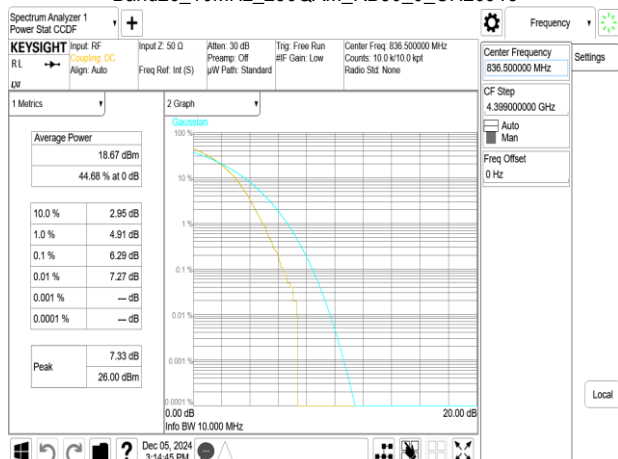 Spectrum Analyzer 1
Power Stat CCDF
+
Frequency
KEYSIGHT
Input: RF
Coupling: DC
Align: Auto
Input Z: 50 Ω
Freq Ref: Int (S)
Atten: 30 dB
Preamp: Off
µW Path: Standard
Trig: Free Run
#IF Gain: Low
Center Freq: 836.500000 MHz
Counts: 10.0 k/10.0 kpt
Radio Std: None
RL
LXI
Center Frequency
836.500000 MHz
Settings
CF Step
4.399000000 GHz
Auto
Man
Freq Offset
0 Hz
Local
1 Metrics
Average Power
18.67 dBm
44.68 % at 0 dB
10.0 % 2.95 dB
1.0 % 4.91 dB
0.1 % 6.29 dB
0.01 % 7.27 dB
0.001 % --- dB
0.0001 % --- dB
Peak
7.33 dB
26.00 dBm
2 Graph
Gaussian
100 %
10 %
1 %
0.1 %
0.01 %
0.001 %
0.0001 %
0.00 dB
20.00 dB
Info BW 10.000 MHz
?
Dec 05, 2024
3:14:45 PM